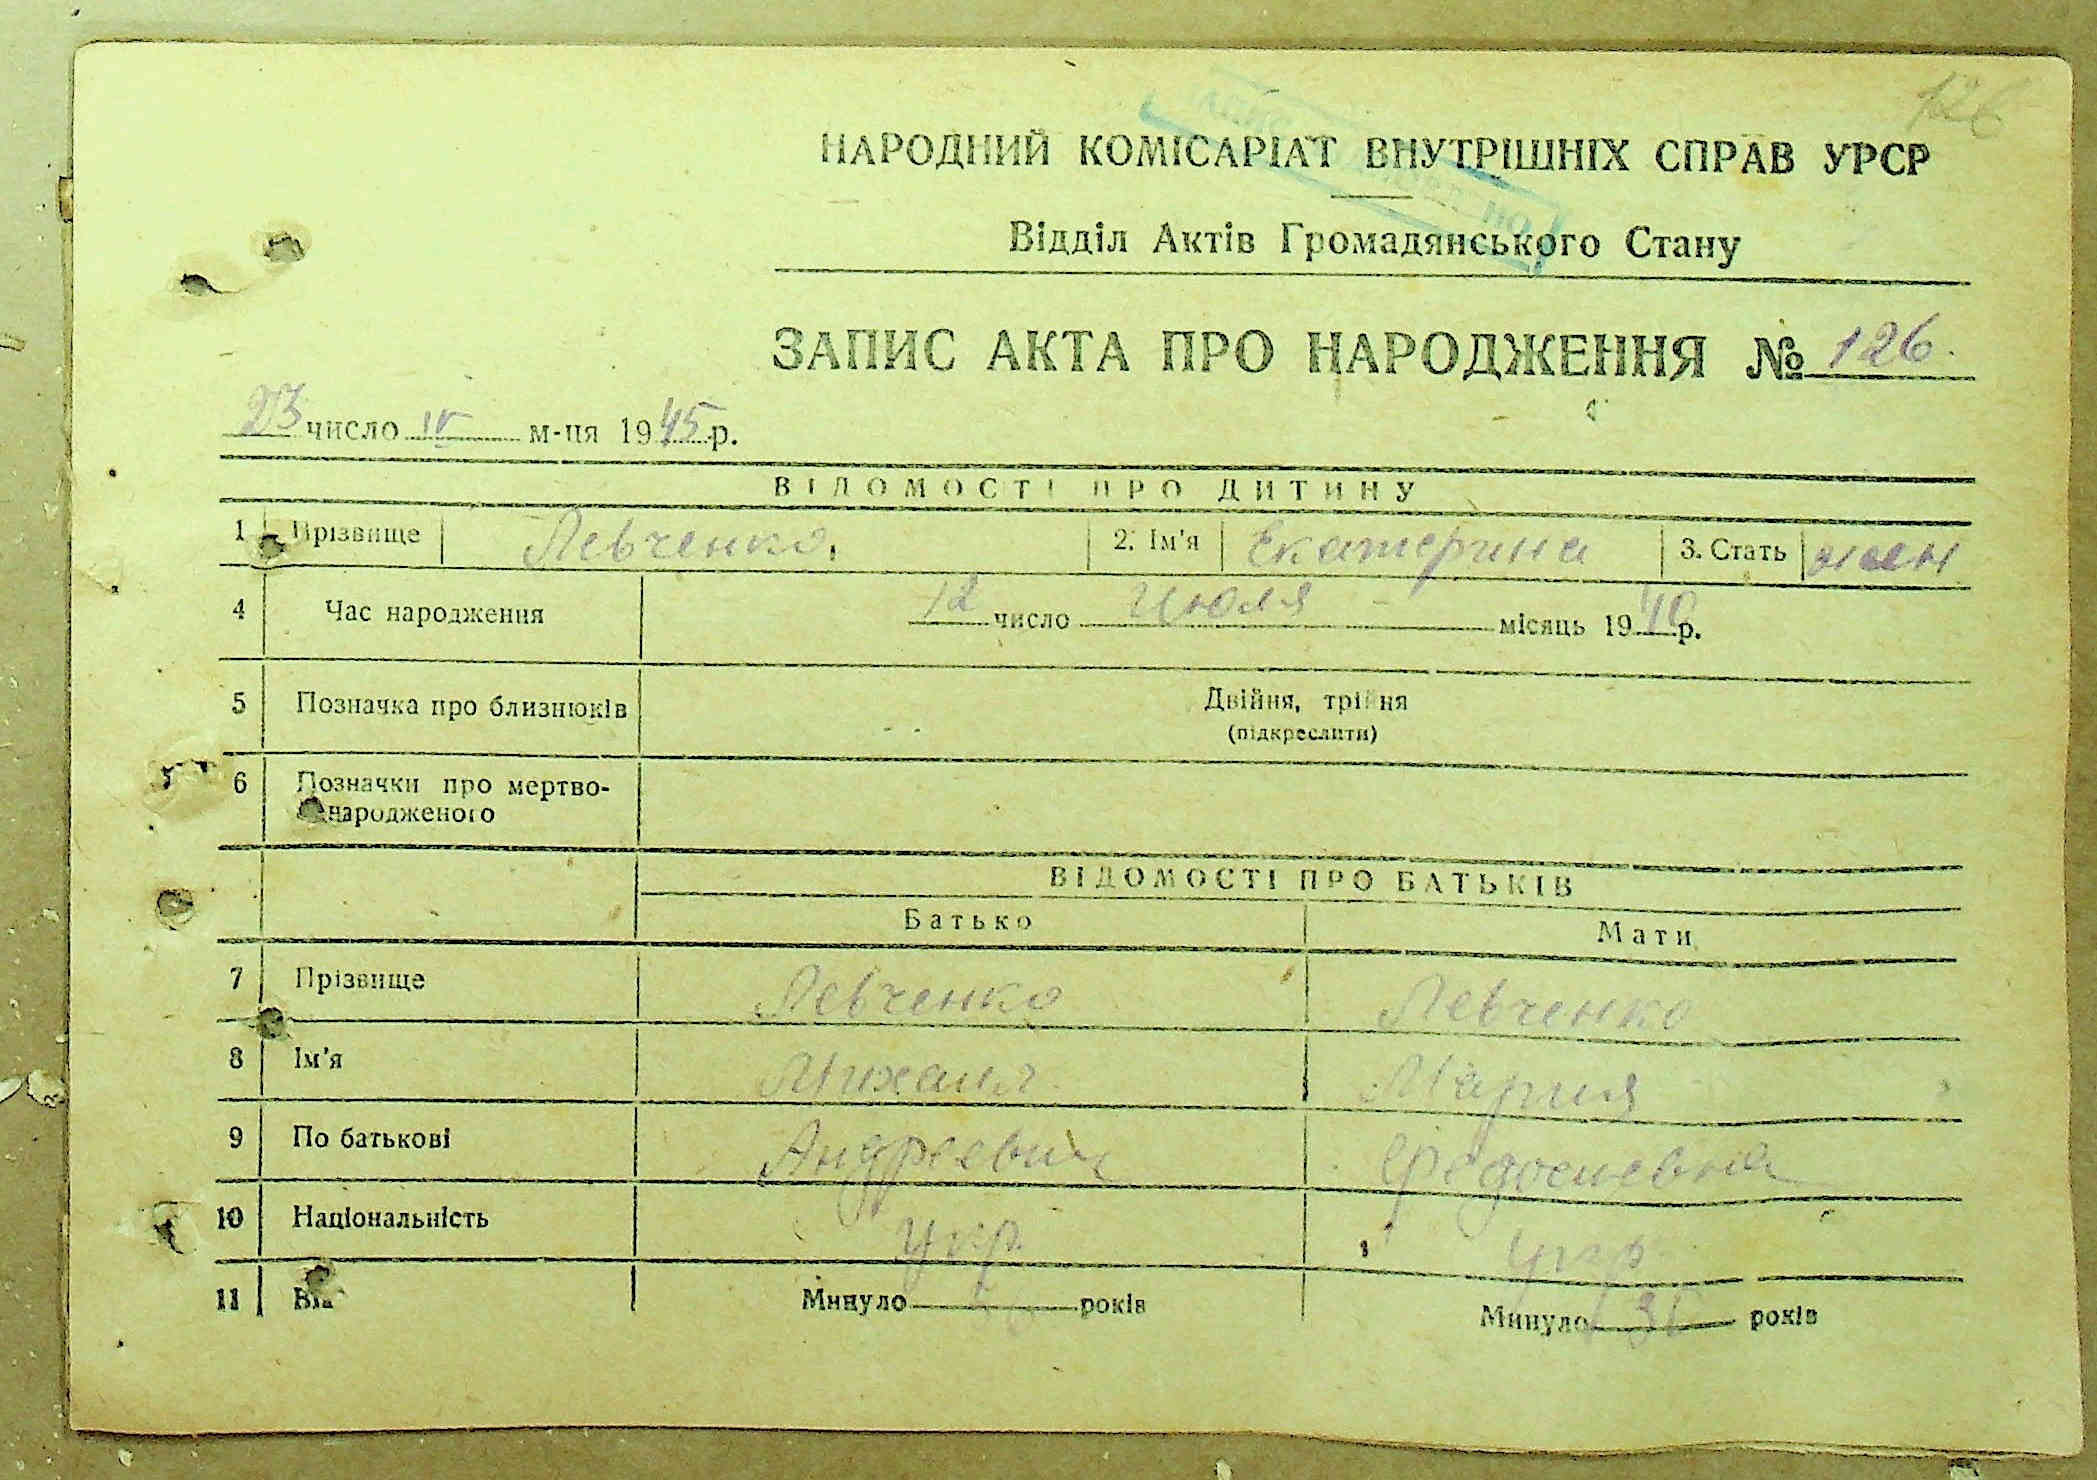 126
НАРОДНИЙ КОМІСАРІАТ ВНУТРІШНІХ СПРАВ УРСР
Відділ Актів Громадянського Стану
ЗАПИС АКТА ПРО НАРОДЖЕННЯ № 126.
23 число IV м-ця 1945 р.
ВІДОМОСТІ ПРО ДИТИНУ
1 Прізвище Левченко. 2. Ім'я Екатерина 3. Стать жен
4 Час народження 12 число Июля місяць 1940 р.
5 Позначка про близнюків Двійня, трійня
(підкреслити)
6 Позначки про мертво-
народженого
ВІДОМОСТІ ПРО БАТЬКІВ
Батько Мати
7 Прізвище Левченко Левченко
8 Ім'я Михаил Мария
9 По батькові Андреевич Федосиевна
10 Національність укр. укр
11 Вік Минуло років Минуло років